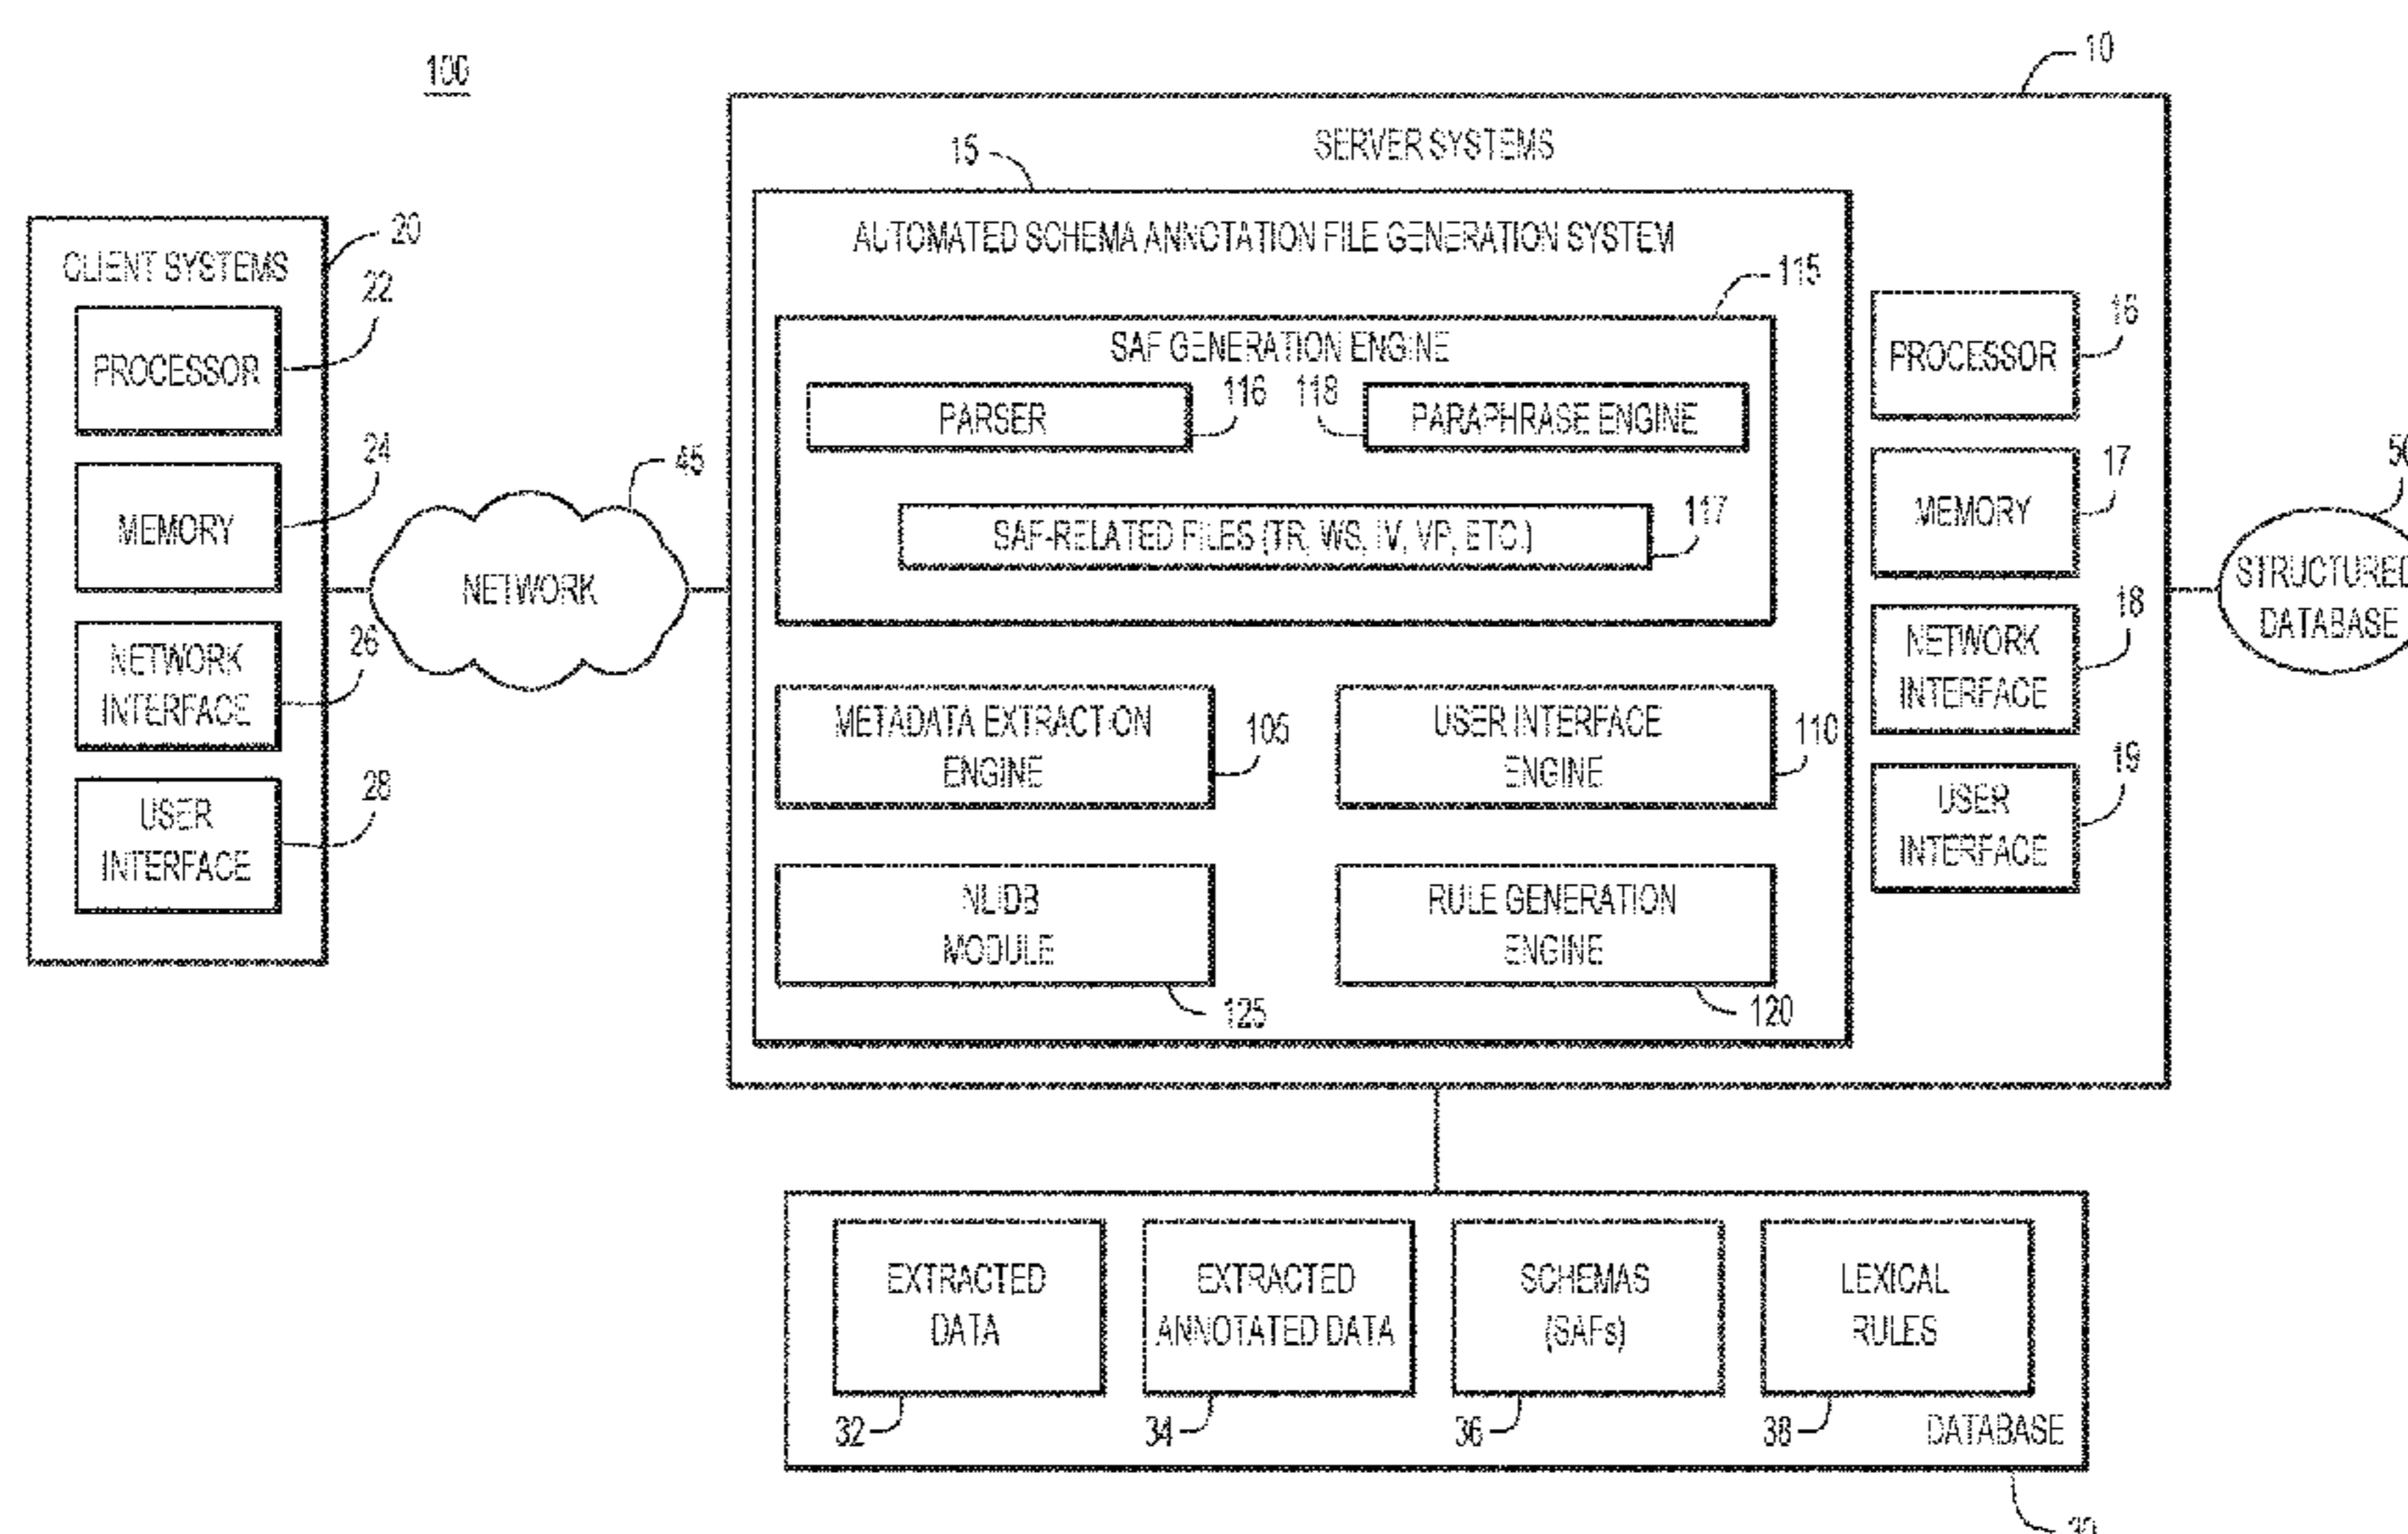 100
10
SERVER SYSTEMS
15
AUTOMATED SCHEMA ANNOTATION FILE GENERATION SYSTEM
115
SAF GENERATION ENGINE
PARSER
116
118
PARAPHRASE ENGINE
SAF-RELATED FILES (TR, WS, IV, VP, ETC.)
117
METADATA EXTRACTION
ENGINE
105
USER INTERFACE
ENGINE
110
NLIDB
MODULE
125
RULE GENERATION
ENGINE
120
PROCESSOR
16
MEMORY
17
NETWORK
INTERFACE
18
USER
INTERFACE
19
CLIENT SYSTEMS
20
PROCESSOR
22
MEMORY
24
NETWORK
INTERFACE
26
USER
INTERFACE
28
NETWORK
45
STRUCTURED
DATABASE
EXTRACTED
DATA
32
EXTRACTED
ANNOTATED DATA
34
SCHEMAS
(SAFs)
36
LEXICAL
RULES
38
DATABASE